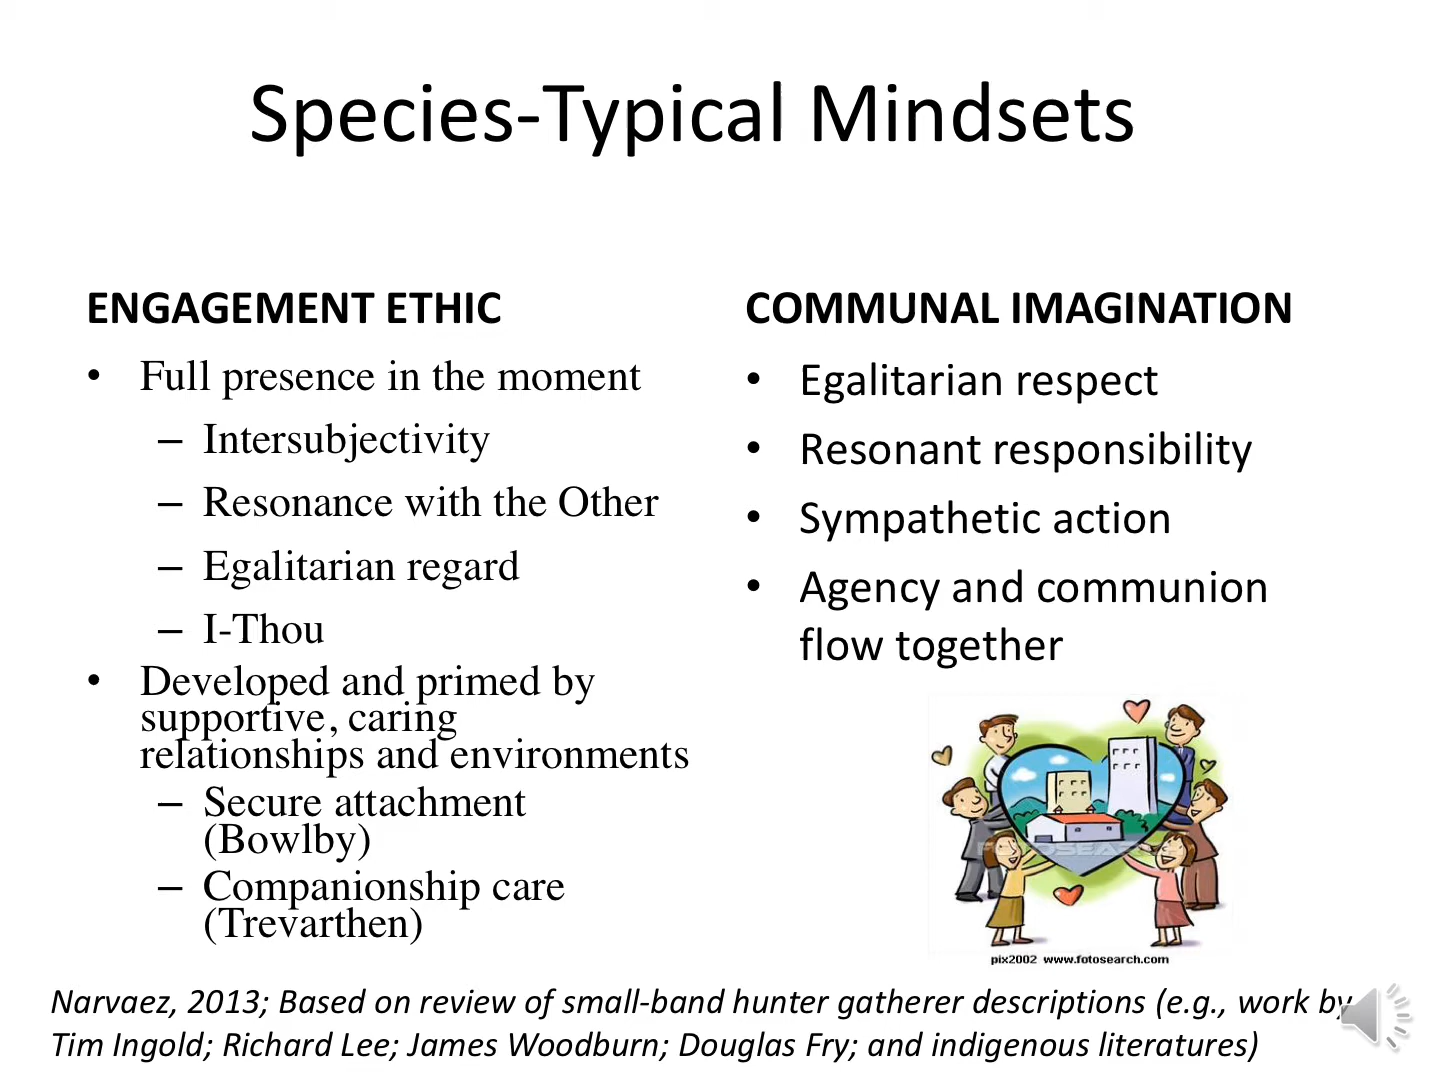 Species-Typical Mindsets
ENGAGEMENT ETHIC
• Full presence in the moment
– Intersubjectivity
– Resonance with the Other
– Egalitarian regard
– I-Thou
• Developed and primed by
supportive, caring
relationships and environments
– Secure attachment
(Bowlby)
– Companionship care
(Trevarthen)
COMMUNAL IMAGINATION
• Egalitarian respect
• Resonant responsibility
• Sympathetic action
• Agency and communion
flow together
FOTOSEARCH
pix2002 www.fotosearch.com
Narvaez, 2013; Based on review of small-band hunter gatherer descriptions (e.g., work by
Tim Ingold; Richard Lee; James Woodburn; Douglas Fry; and indigenous literatures)